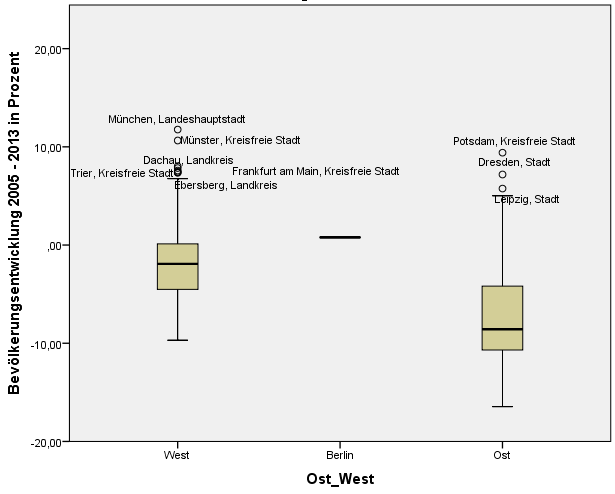 20,00
München, Landeshauptstadt
Münster, Kreisfreie Stadt
10,00
Potsdam, Kreisfreie Stadt
Dachau, Landkreis
Dresden, Stadt
Trier, Kreisfreie Stadt
Frankfurt am Main, Kreisfreie Stadt
Ebersberg, Landkreis
Leipzig, Stadt
,00
-10,00
-20,00
Bevölkerungsentwicklung 2005 - 2013 in Prozent
West
Berlin
Ost
Ost_West